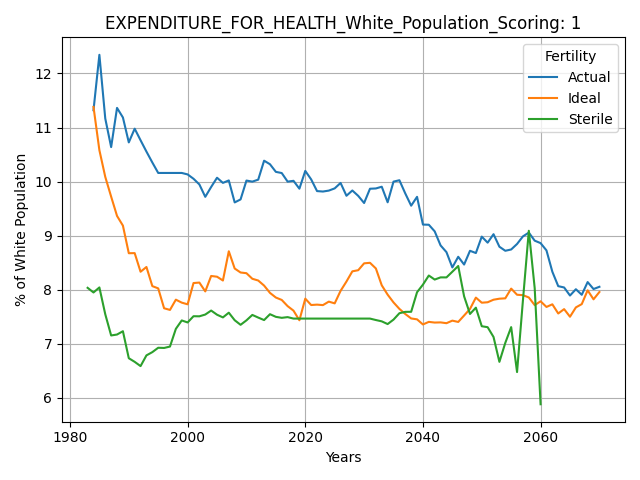 EXPENDITURE_FOR_HEALTH_White_Population_Scoring: 1
Fertility
Actual
Ideal
Sterile
% of White Population
12
11
10
9
8
7
6
1980 2000 2020 2040 2060
Years